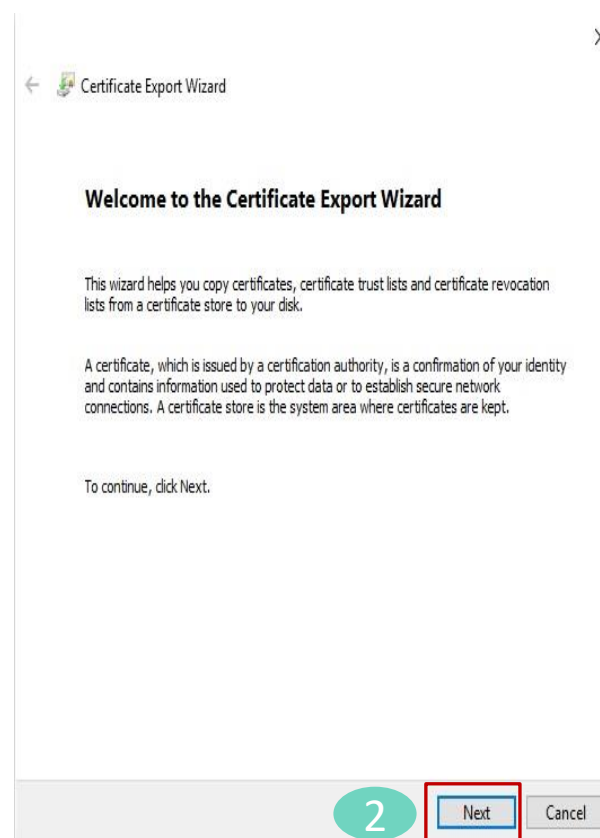 Certificate Export Wizard
Welcome to the Certificate Export Wizard
This wizard helps you copy certificates, certificate trust lists and certificate revocation
lists from a certificate store to your disk.
A certificate, which is issued by a certification authority, is a confirmation of your identity
and contains information used to protect data or to establish secure network
connections. A certificate store is the system area where certificates are kept.
To continue, click Next.
2 Next Cancel